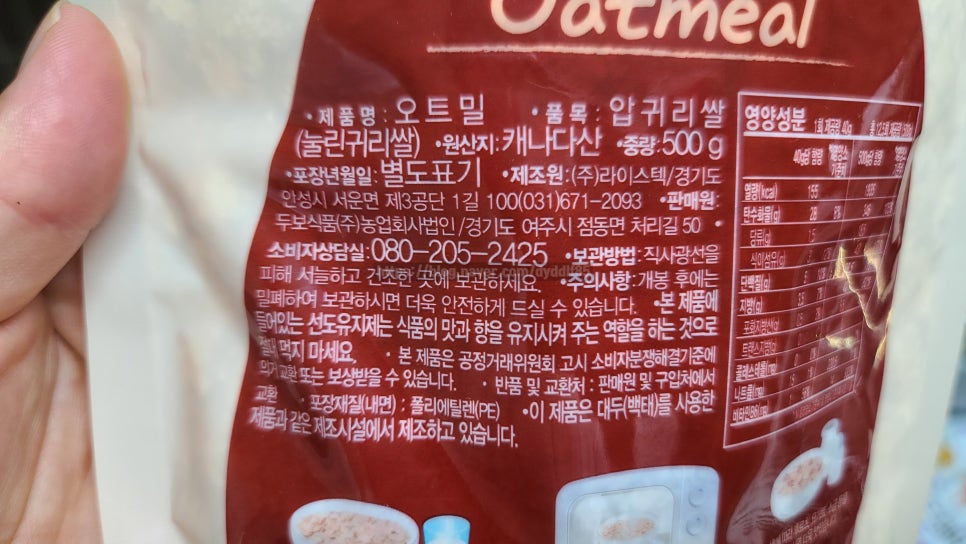 Oatmeal
•제품명: 오트밀 •품목: 압귀리쌀
(눌린귀리쌀) •원산지:캐나다산 •중량:500g
•포장년월일:별도표기 •제조원:(주)라이스텍/경기도
안성시 서운면 제3공단 1길 100(031)671-2093 •판매원:
두보식품(주)농업회사법인/경기도 여주시 점동면 처리길 50 •
소비자상담실:080-205-2425 •보관방법:직사광선을
피해 서늘하고 건조한 곳에 보관하세요. •주의사항:개봉 후에는
밀폐하여 보관하시면 더욱 안전하게 드실 수 있습니다. •본 제품에
들어있는 선도유지제는 식품의 맛과 향을 유지시켜 주는 역할을 하는 것으로
절대 먹지 마세요. •본 제품은 공정거래위원회 고시 소비자분쟁해결기준에
의거 교환 또는 보상받을 수 있습니다. •반품 및 교환처: 판매원 및 구입처에서
교환 •포장재질(내면): 폴리에틸렌(PE) •이 제품은 대두(백태)를 사용한
제품과 같은 제조시설에서 제조하고 있습니다.
영양성분 1회 제공량 40g
열량(kcal) 155
탄수화물(g) 28
당류(g)
식이섬유(g)
단백질(g)
지방(g)
포화지방산(g)
트랜스지방(g)
콜레스테롤(mg)
나트륨(mg)
blog.naver.com